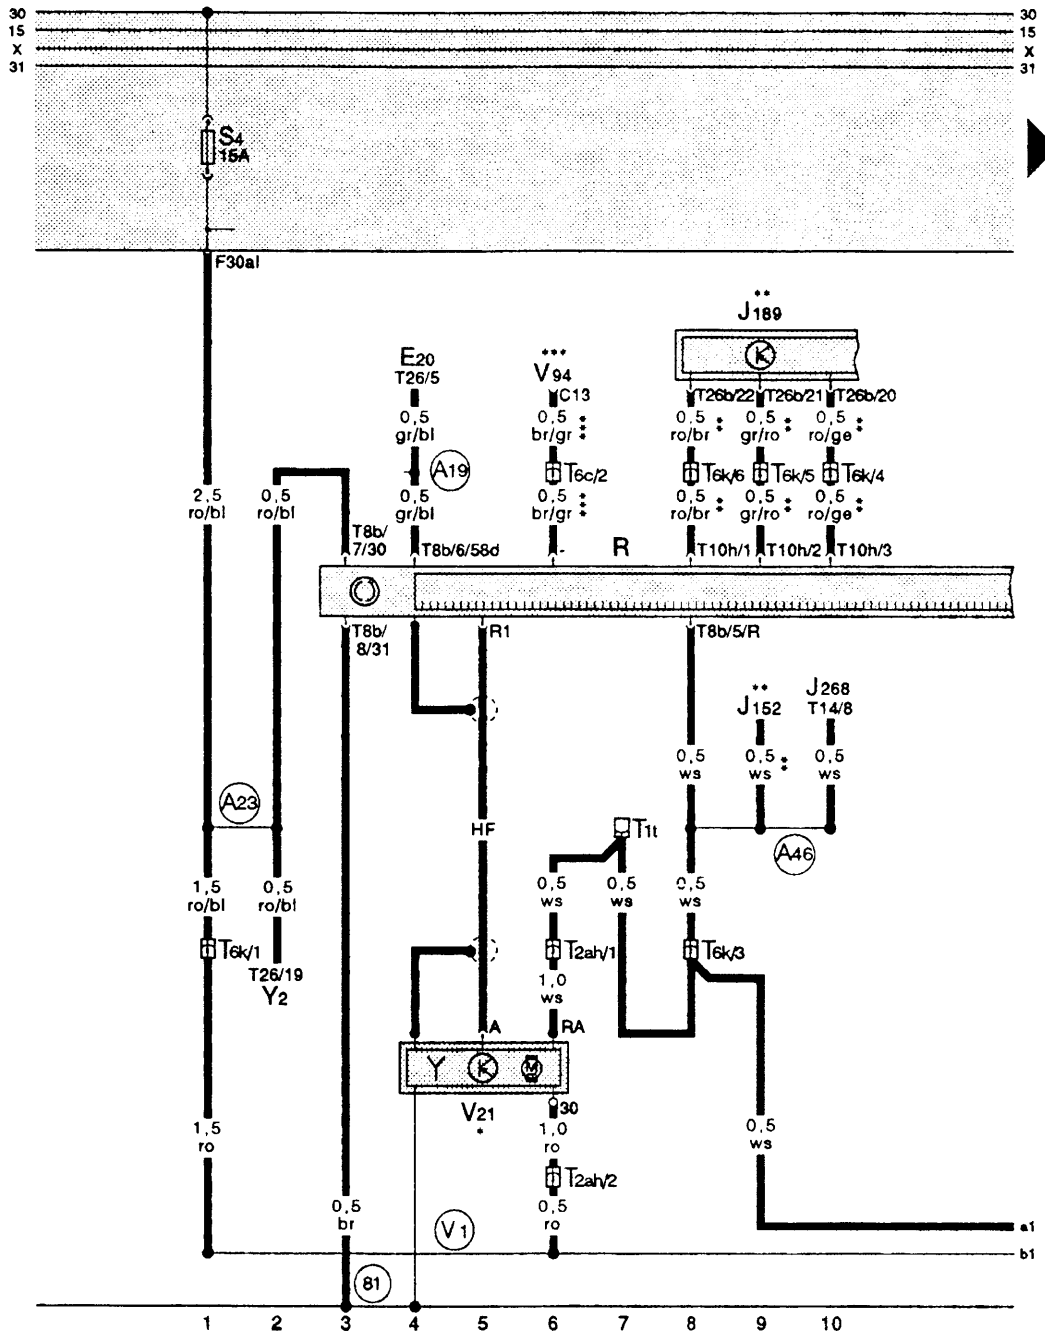 30 30
15 15
X X
31 31
S4
15A
F30al
**
J189
E20
T26/5
***
V94
C13
T26b/22 T26b/21 T26b/20
0,5 0,5 0,5 0,5 0,5
gr/bl br/gr *** ro/br ** gr/ro ** ro/ge **
A19 T6c/2 T6k/6 T6k/5 T6k/4
2,5 0,5 0,5 0,5 0,5 0,5 0,5
ro/bl ro/bl gr/bl br/gr *** ro/br ** gr/ro ** ro/ge **
T8b/
7/30
T8b/6/58d - R T10h/1 T10h/2 T10h/3
T8b/
8/31
R1 T8b/5/R
**
J152
J268
T14/8
0,5 0,5 ** 0,5
ws ws ws
A23
HF T1t
A46
1,5 0,5 0,5 0,5 0,5
ro/bl ro/bl ws ws ws
T6k/1 T2ah/1 T6k/3
T26/19
Y2
1,0
ws
A RA
Y K M
V21
*
30
1,5 1,0 0,5
ro ro ws
T2ah/2
0,5 0,5
br ro
V1
a1
b1
81
1 2 3 4 5 6 7 8 9 10